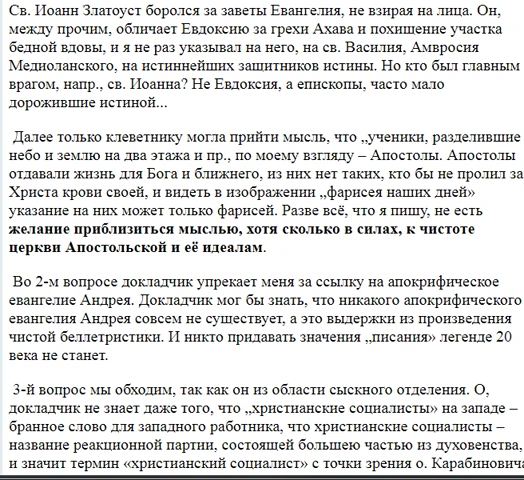 Св. Иоанн Златоуст боролся за заветы Евангелия, не взирая на лица. Он,
между прочим, обличает Евдоксию за грехи Ахава и похищение участка
бедной вдовы, и я не раз указывал на него, на св. Василия, Амвросия
Медиоланского, на истиннейших защитников истины. Но кто был главным
врагом, напр., св. Иоанна? Не Евдоксия, а епископы, часто мало
дорожившие истиной...
Далее только клеветнику могла прийти мысль, что „ученики, разделившие
небо и землю на два этажа и пр., по моему взгляду – Апостолы. Апостолы
отдавали жизнь для Бога и ближнего, из них нет таких, кто бы не пролил за
Христа крови своей, и видеть в изображении „фарисея наших дней»
указание на них может только фарисей. Разве всё, что я пишу, не есть
желание приблизиться мыслью, хотя сколько в силах, к чистоте
церкви Апостольской и её идеалам.
Во 2-м вопросе докладчик упрекает меня за ссылку на апокрифическое
евангелие Андрея. Докладчик мог бы знать, что никакого апокрифического
евангелия Андрея совсем не существует, а это выдержки из произведения
чистой беллетристики. И никто придавать значения „писания» легенде 20
века не станет.
3-й вопрос мы обходим, так как он из области сыскного отделения. О,
докладчик не знает даже того, что „христианские социалисты» на западе –
бранное слово для западного работника, что христианские социалисты –
название реакционной партии, состоящей большею частью из духовенства,
и значит термин «христианский социалист» с точки зрения о. Карабиновича